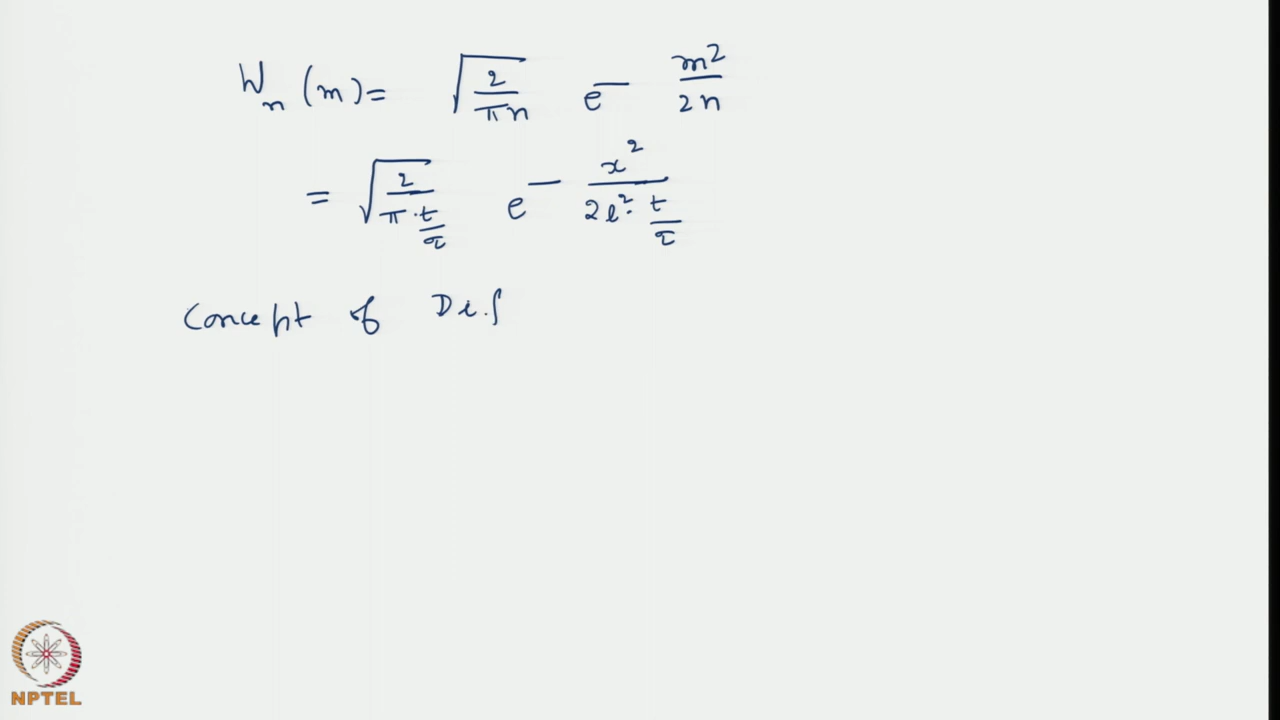 W_n (m) = √(2/πn) e^− m²/2n
= √(2/π·t/τ) e^− x²/2l²·t/τ
Concept of Dif
NPTEL